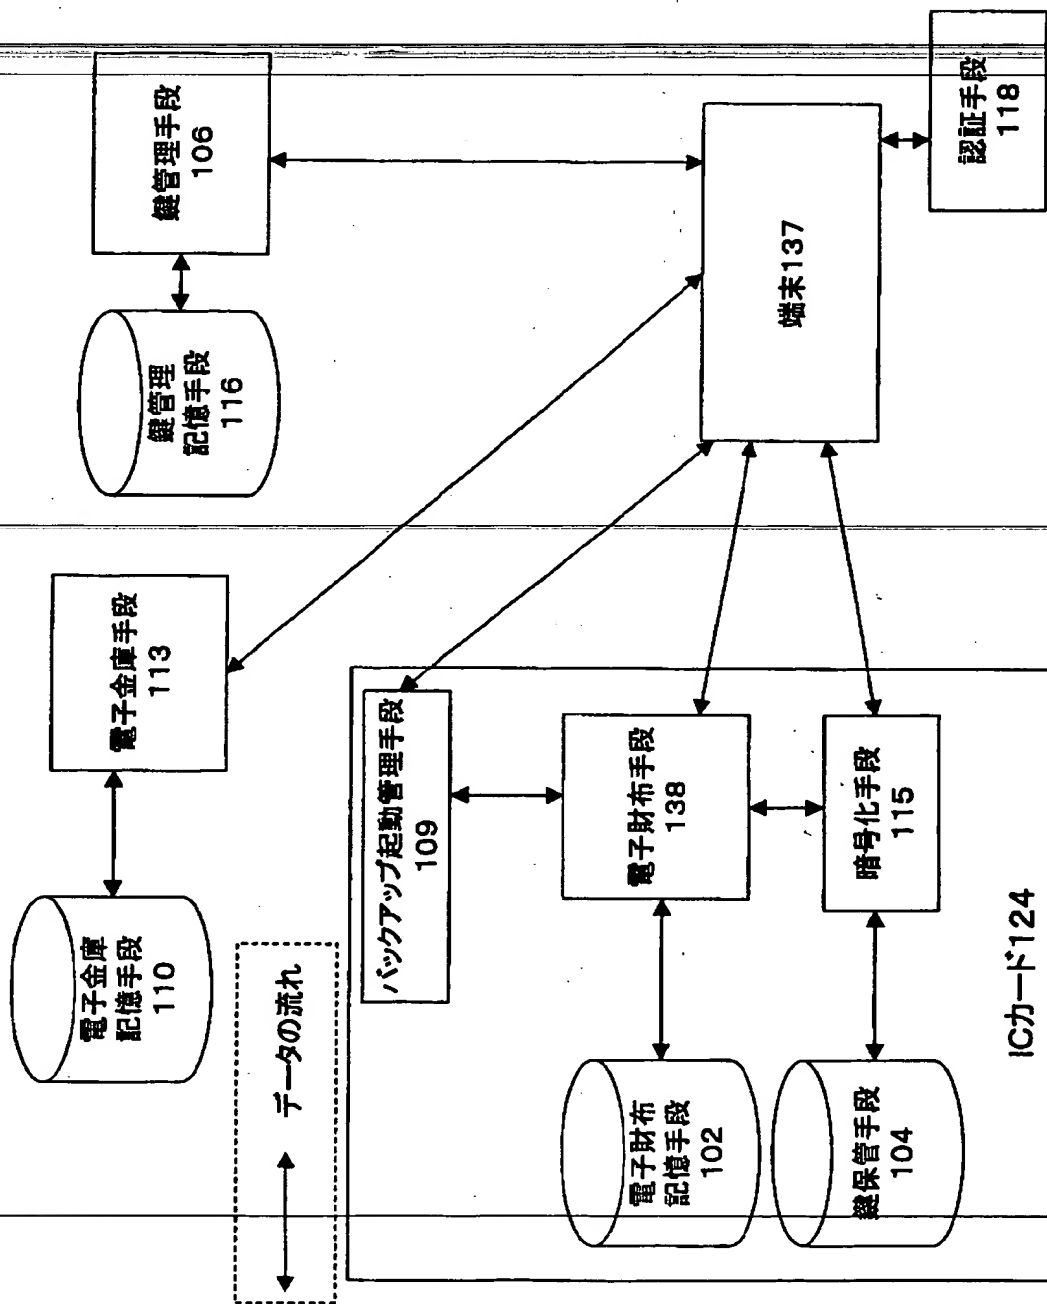 電子金庫
記憶手段
110
電子金庫手段
113
鍵管理
記憶手段
116
鍵管理手段
106
データの流れ
バックアップ起動管理手段
109
電子財布
記憶手段
102
電子財布手段
138
端末137
鍵保管手段
104
暗号化手段
115
認証手段
118
ICカード124